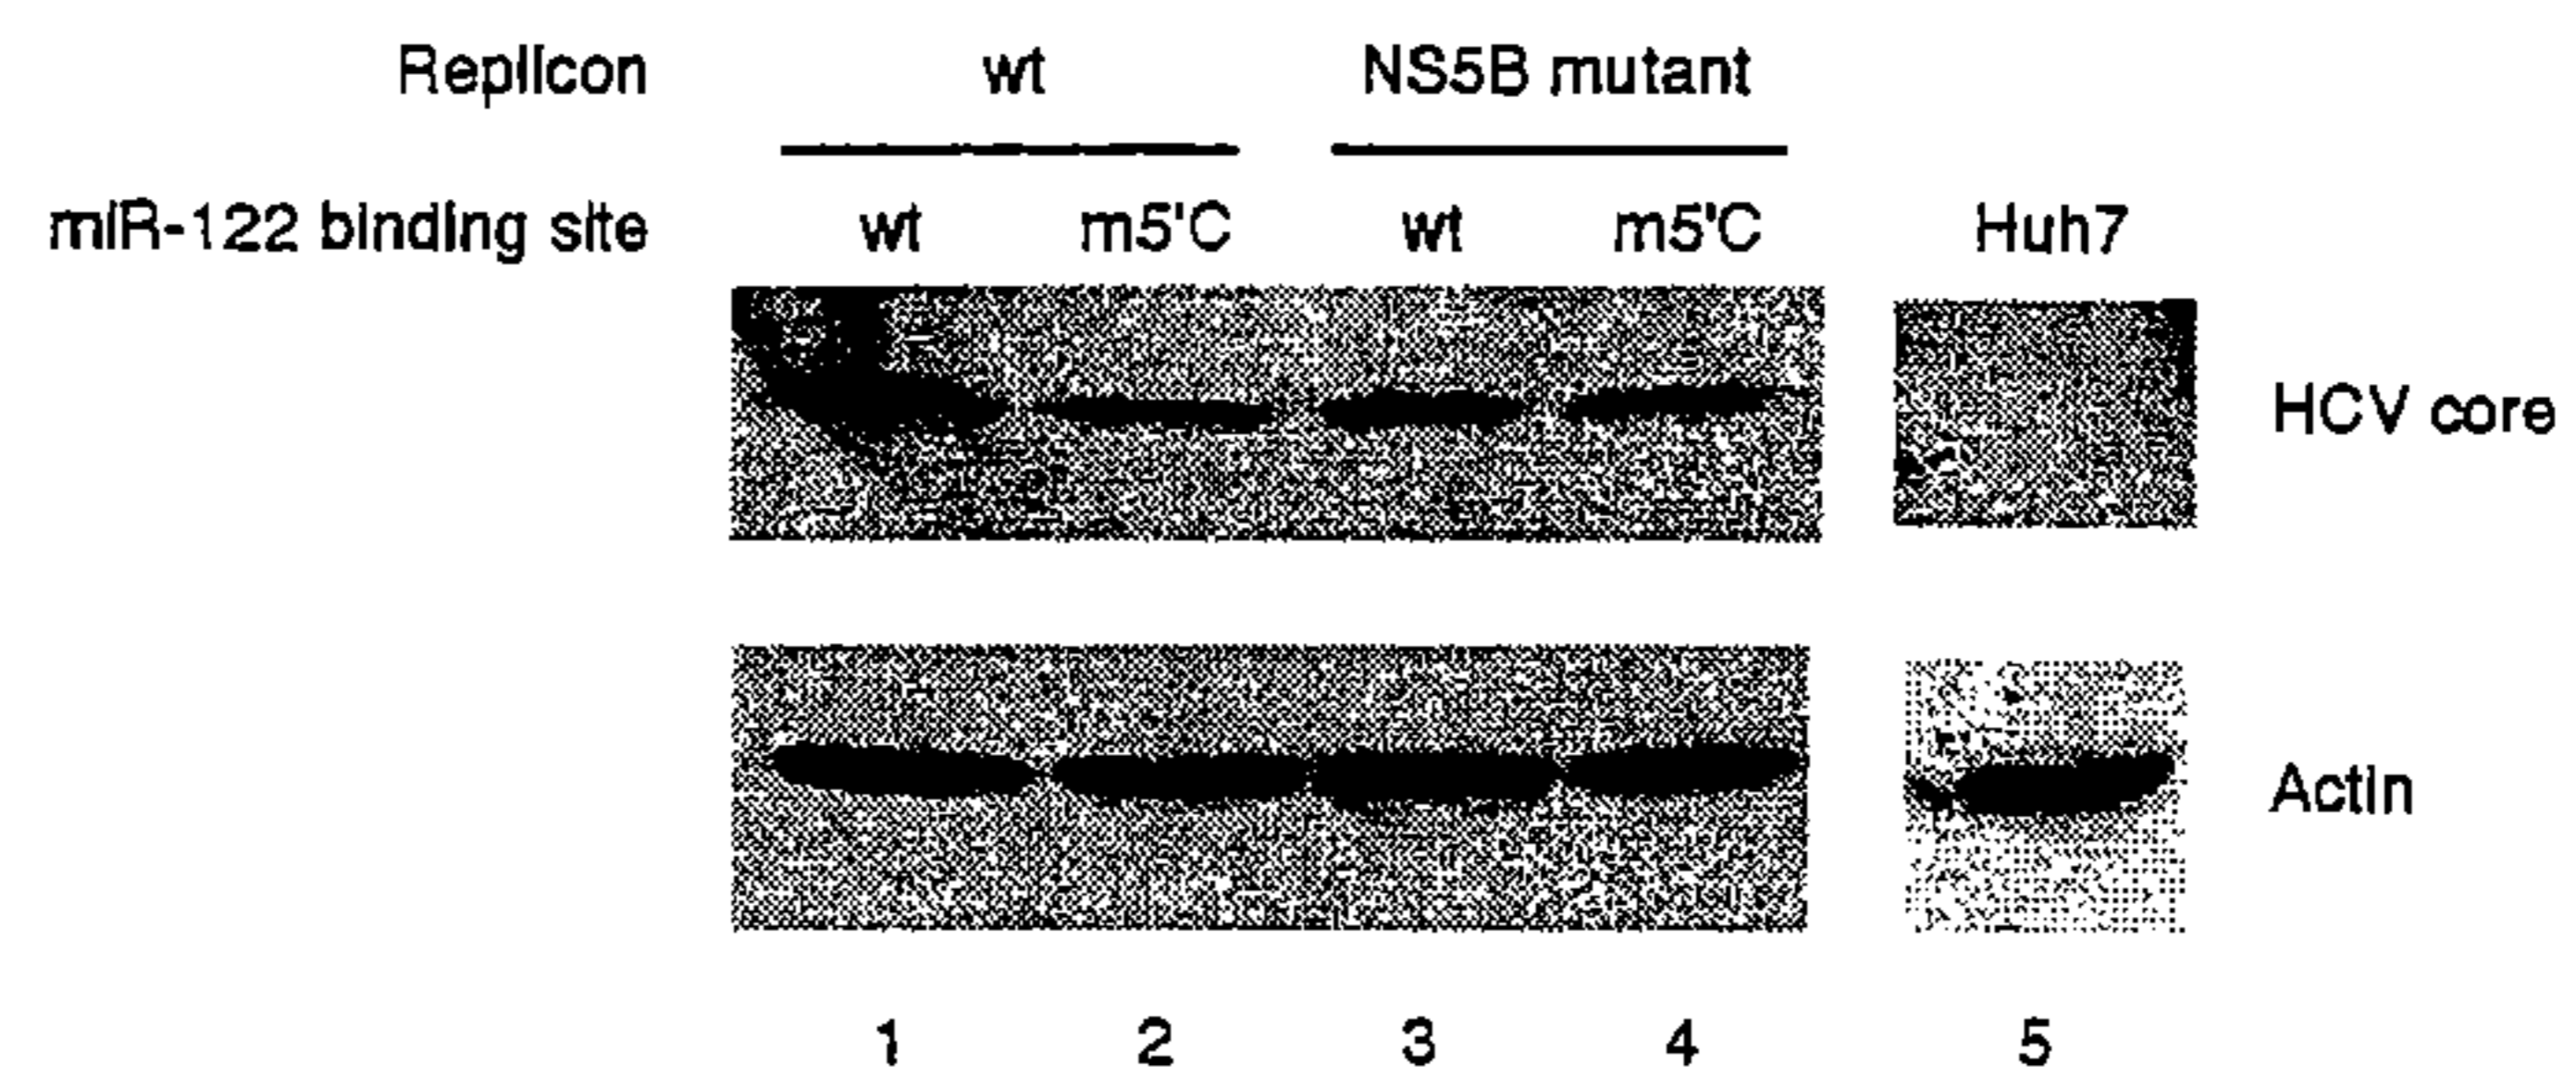 Replicon wt NS5B mutant
miR-122 binding site wt m5'C wt m5'C Huh7
HCV core
Actin
1 2 3 4 5